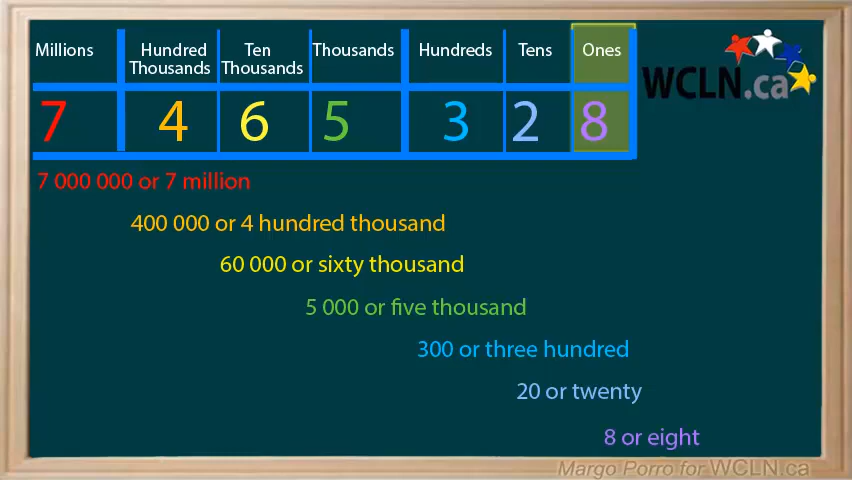 Millions Hundred Thousands Ten Thousands Thousands Hundreds Tens Ones
7 4 6 5 3 2 8
WCLN.ca
7 000 000 or 7 million
400 000 or 4 hundred thousand
60 000 or sixty thousand
5 000 or five thousand
300 or three hundred
20 or twenty
8 or eight
Margo Porro for WCLN.ca